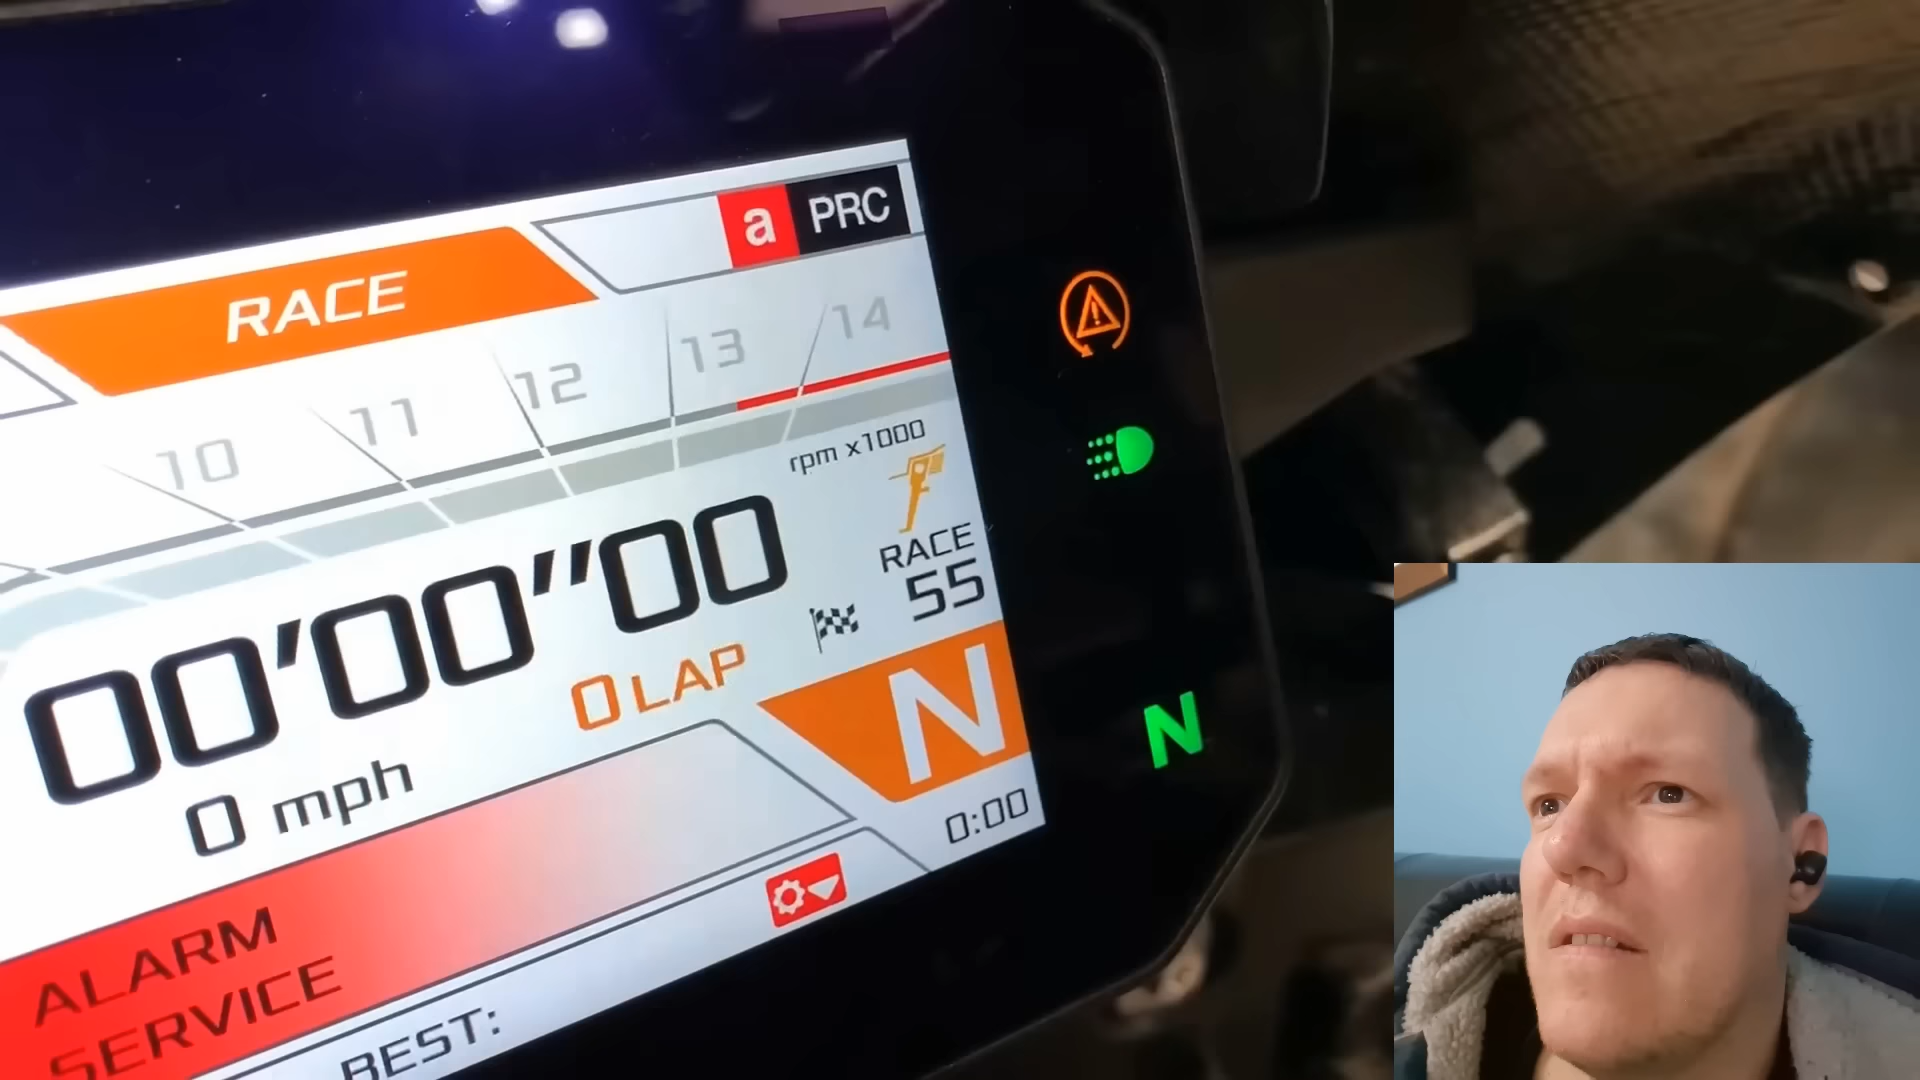 a PRC
RACE
10 11 12 13 14
rpm x1000
RACE
55
00'00"00
0 LAP
N
N
0 mph
0:00
ALARM
SERVICE
BEST: